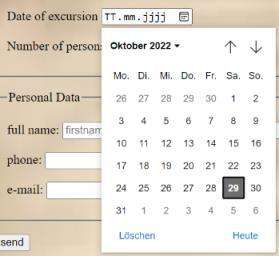 Date of excursion TT.mm.jjjj
Number of person
Oktober 2022
Mo. Di. Mi. Do. Fr. Sa. So.
26 27 28 29 30 1 2
3 4 5 6 7 8 9
10 11 12 13 14 15 16
17 18 19 20 21 22 23
24 25 26 27 28 29 30
31 1 2 3 4 5 6
Löschen Heute
Personal Data
full name: firstnam
phone:
e-mail:
send